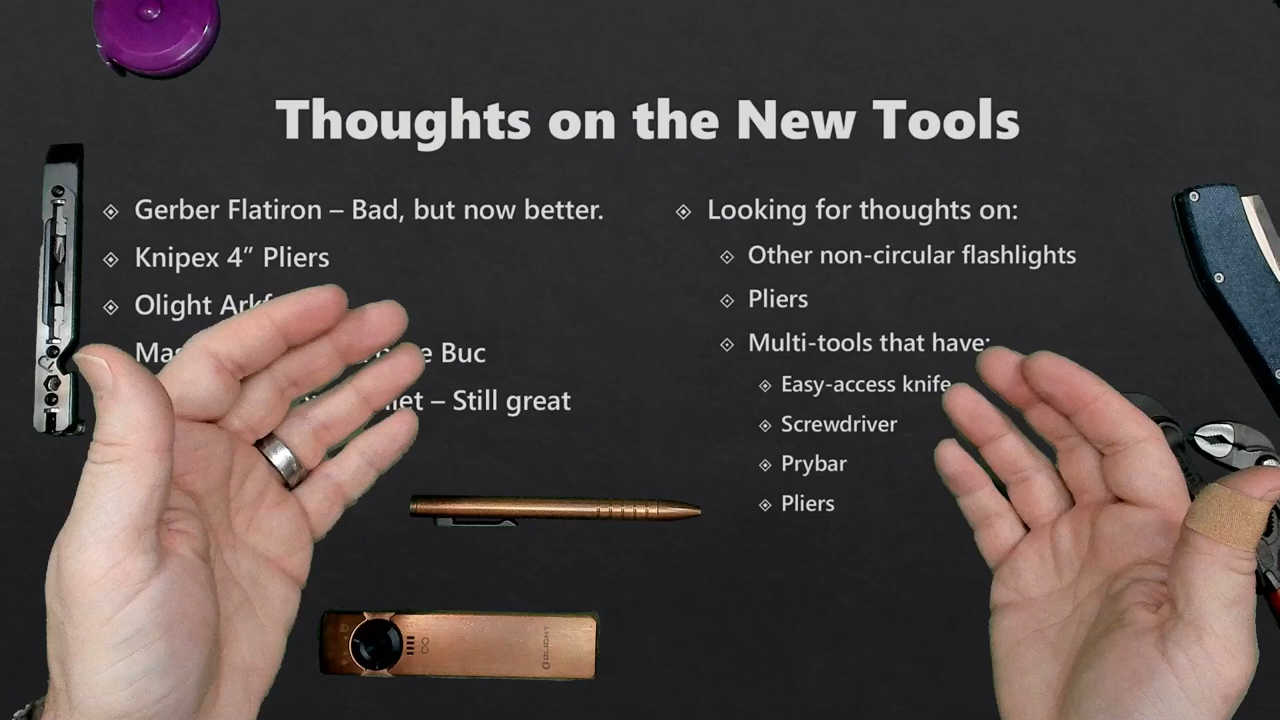 Thoughts on the New Tools
Gerber Flatiron – Bad, but now better.
Knipex 4” Pliers
Olight
e Buc
– Still great
Looking for thoughts on:
Other non-circular flashlights
Pliers
Multi-tools that have:
Easy-access knife
Screwdriver
Prybar
Pliers
OLIGHT